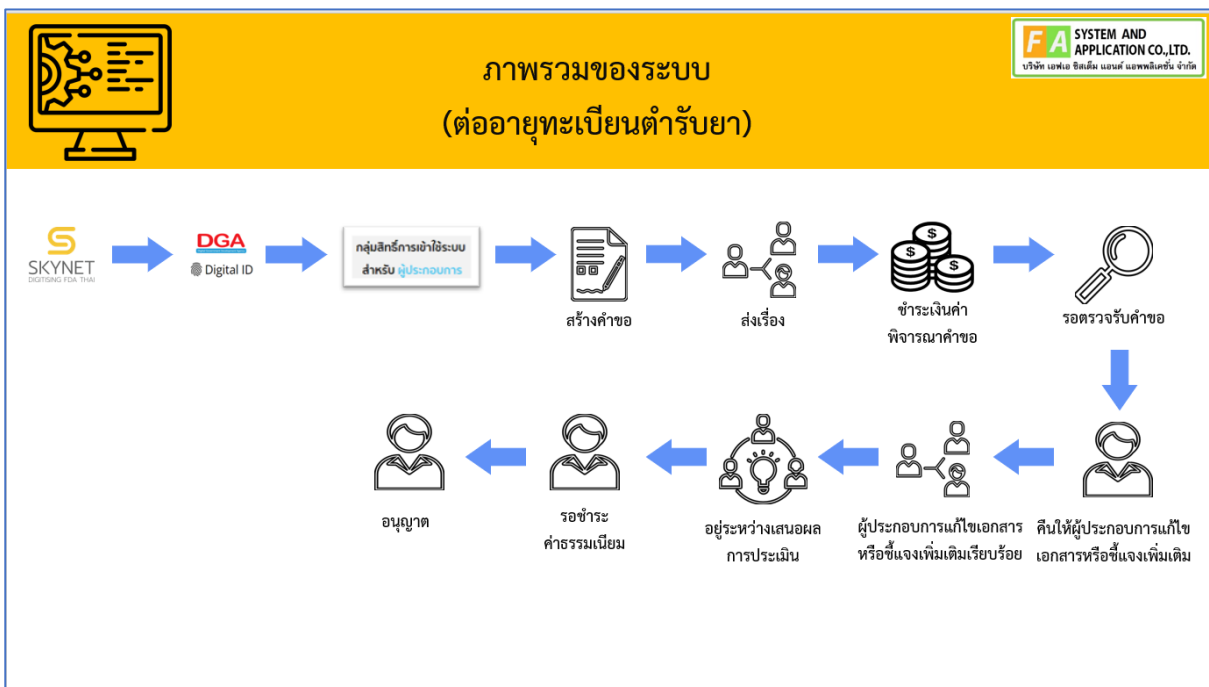 ภาพรวมของระบบ
(ต่ออายุทะเบียนตำรับยา)
FA SYSTEM AND
APPLICATION CO.,LTD.
บริษัท เอฟเอ ซิสเต็ม แอนด์ แอพพลิเคชั่น จำกัด
SKYNET
DIGITISING FDA THAI
DGA
Digital ID
กลุ่มสิทธิ์การเข้าใช้ระบบ
สำหรับ ผู้ประกอบการ
สร้างคำขอ
ส่งเรื่อง
ชำระเงินค่า
พิจารณาคำขอ
รอตรวจรับคำขอ
อนุญาต
รอชำระ
ค่าธรรมเนียม
อยู่ระหว่างเสนอผล
การประเมิน
ผู้ประกอบการแก้ไขเอกสาร
หรือชี้แจงเพิ่มเติมเรียบร้อย
คืนให้ผู้ประกอบการแก้ไข
เอกสารหรือชี้แจงเพิ่มเติม